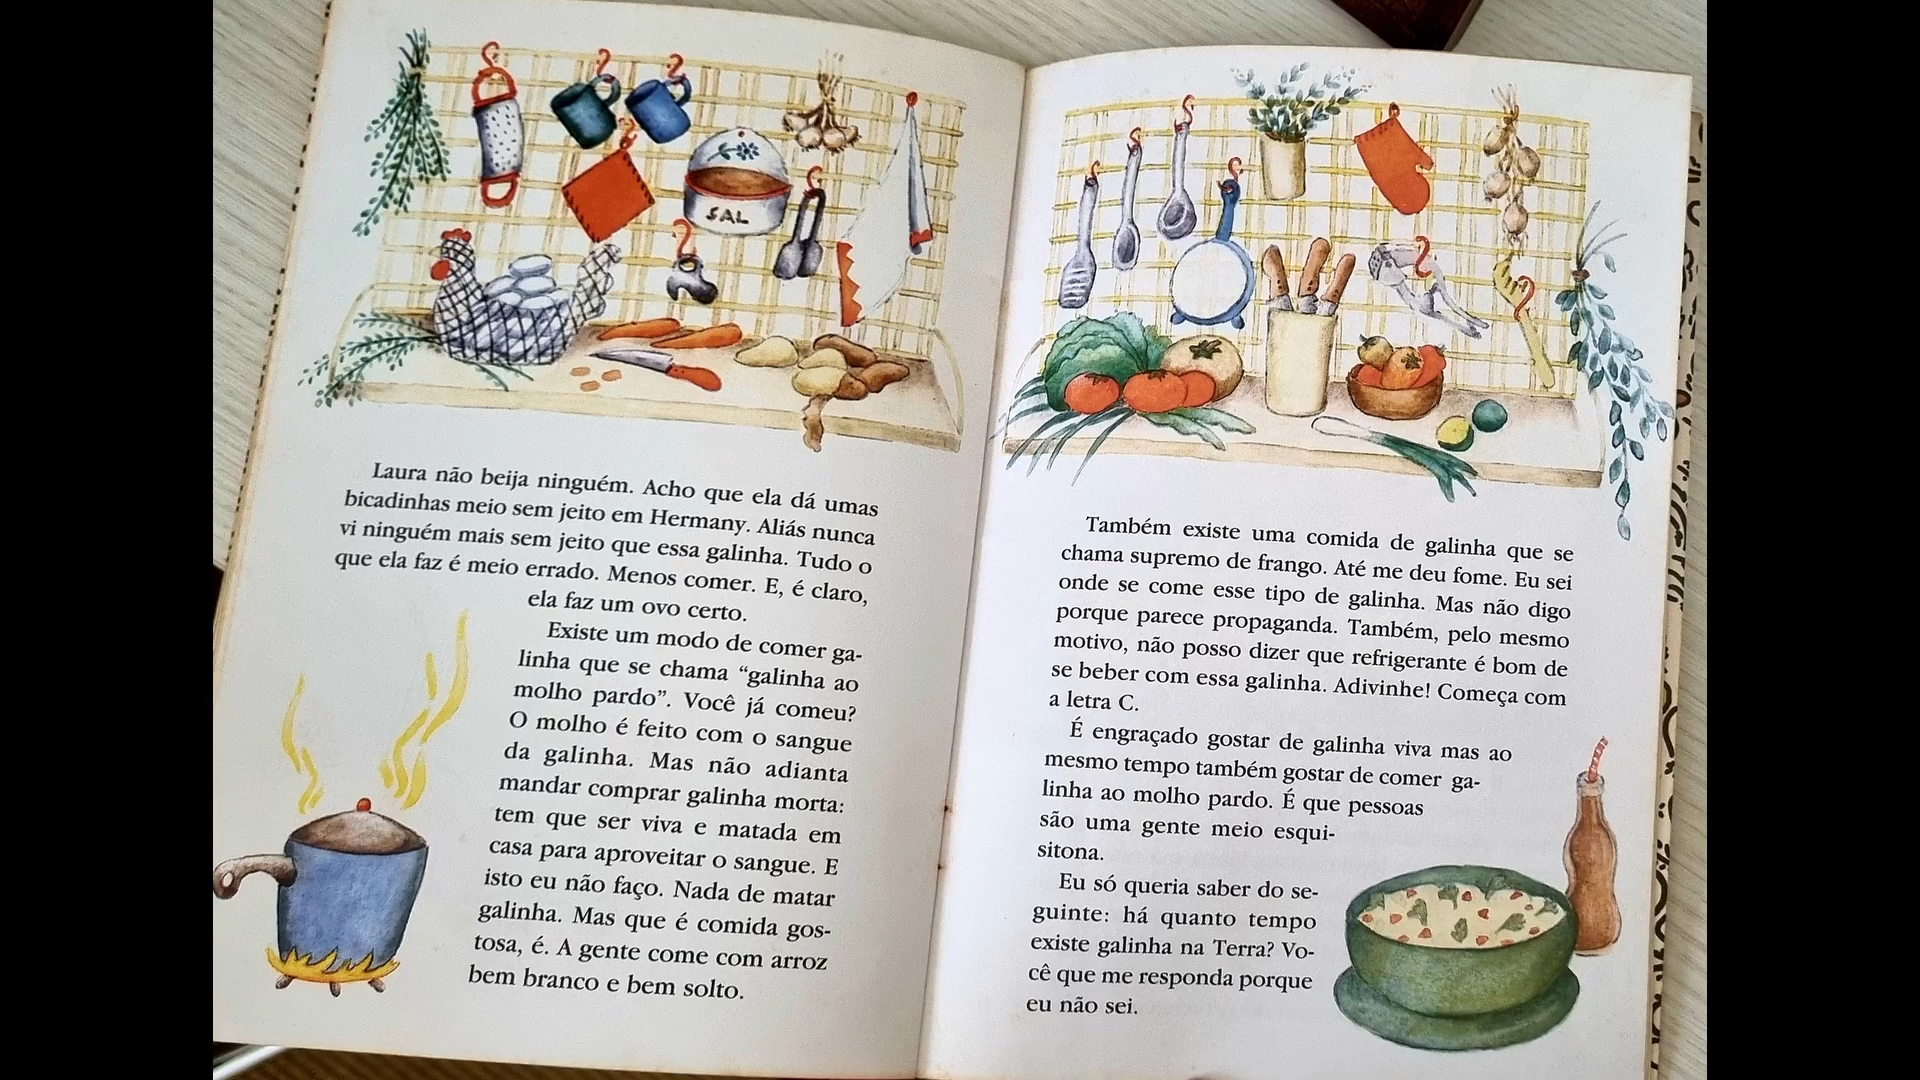 SAL
Laura não beija ninguém. Acho que ela dá umas
bicadinhas meio sem jeito em Hermany. Aliás nunca
vi ninguém mais sem jeito que essa galinha. Tudo o
que ela faz é meio errado. Menos comer. E, é claro,
ela faz um ovo certo.
Existe um modo de comer ga-
linha que se chama “galinha ao
molho pardo”. Você já comeu?
O molho é feito com o sangue
da galinha. Mas não adianta
mandar comprar galinha morta:
tem que ser viva e matada em
casa para aproveitar o sangue. E
isto eu não faço. Nada de matar
galinha. Mas que é comida gos-
tosa, é. A gente come com arroz
bem branco e bem solto.
Também existe uma comida de galinha que se
chama supremo de frango. Até me deu fome. Eu sei
onde se come esse tipo de galinha. Mas não digo
porque parece propaganda. Também, pelo mesmo
motivo, não posso dizer que refrigerante é bom de
se beber com essa galinha. Adivinhe! Começa com
a letra C.
É engraçado gostar de galinha viva mas ao
mesmo tempo também gostar de comer ga-
linha ao molho pardo. É que pessoas
são uma gente meio esqui-
sitona.
Eu só queria saber do se-
guinte: há quanto tempo
existe galinha na Terra? Vo-
cê que me responda porque
eu não sei.